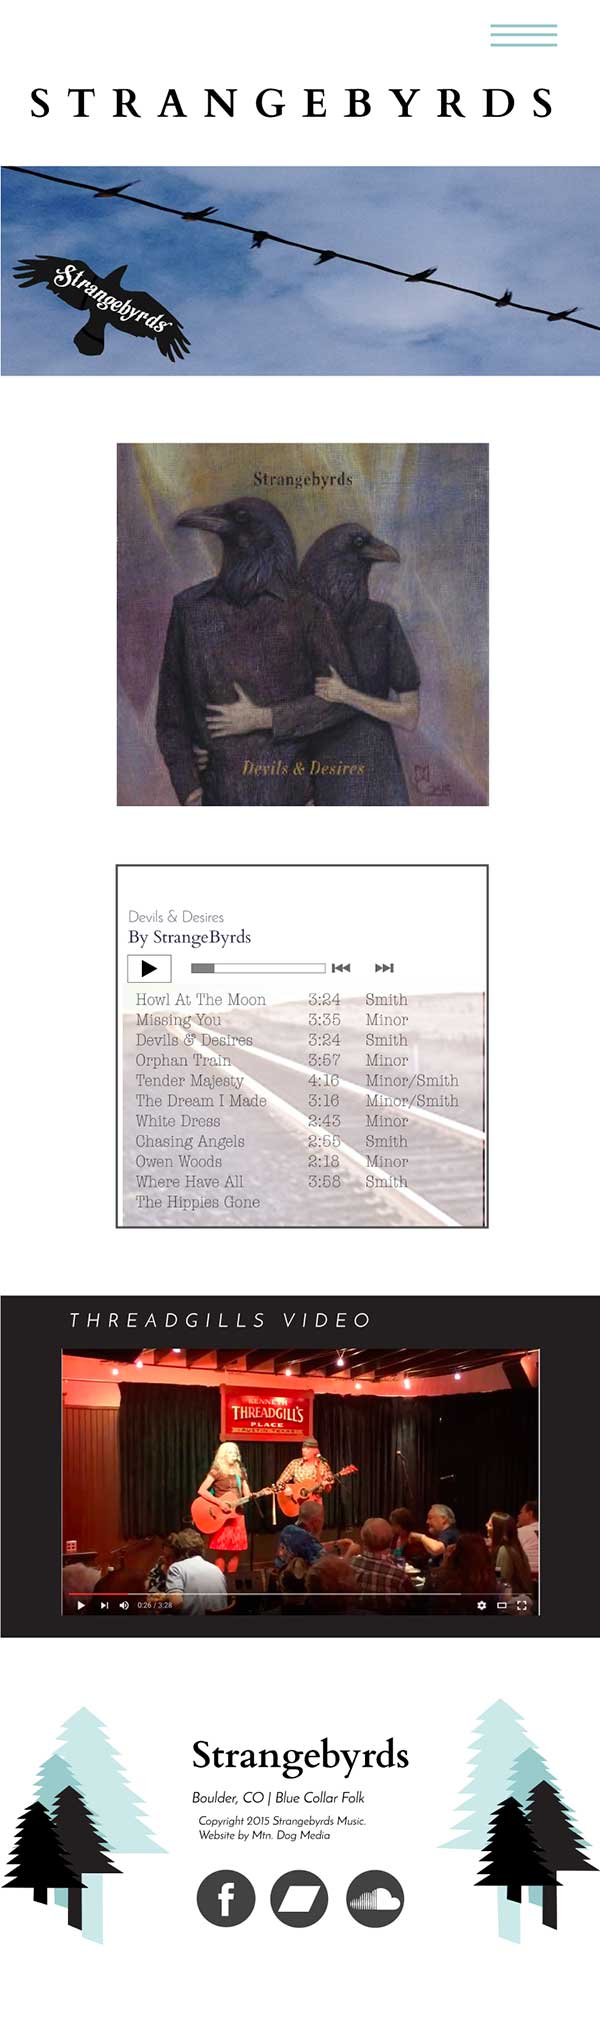 STRANGEBYRDS
Strangebyrds
Strangebyrds
Devils & Desires
Devils & Desires
By StrangeByrds
Howl At The Moon 3:24 Smith
Missing You 3:35 Minor
Devils & Desires 3:24 Smith
Orphan Train 3:57 Minor
Tender Majesty 4:16 Minor/Smith
The Dream I Made 3:16 Minor/Smith
White Dress 2:43 Minor
Chasing Angels 2:55 Smith
Owen Woods 2:18 Minor
Where Have All 3:58 Smith
The Hippies Gone
THREADGILLS VIDEO
KENNETH
THREADGILL'S
PLACE
0:26 / 3:28
Strangebyrds
Boulder, CO | Blue Collar Folk
Copyright 2015 Strangebyrds Music.
Website by Mtn. Dog Media
f